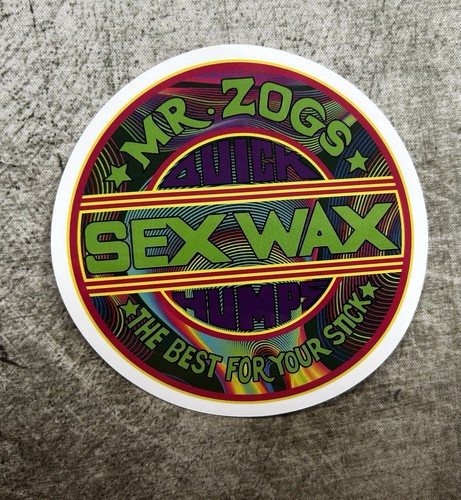 MR. ZOGS
QUICK
SEX WAX
HUMPS
THE BEST FOR YOUR STICK